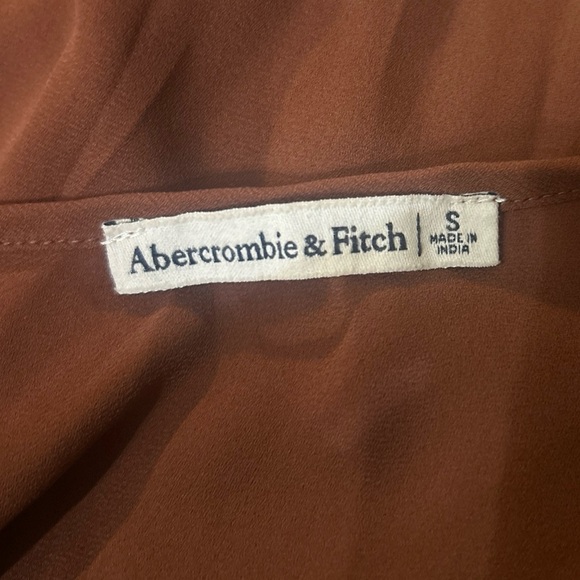 Abercrombie & Fitch | S
MADE IN
INDIA